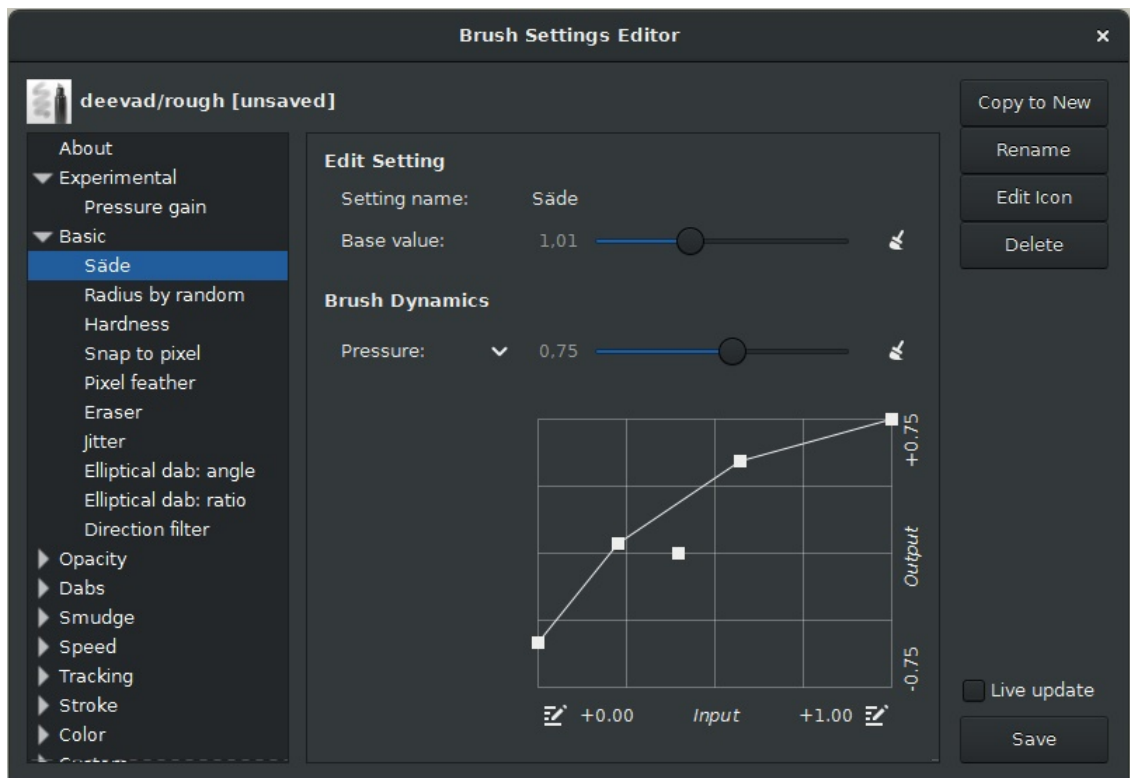 Brush Settings Editor
deevad/rough [unsaved]
About
Experimental
Pressure gain
Basic
Säde
Radius by random
Hardness
Snap to pixel
Pixel feather
Eraser
Jitter
Elliptical dab: angle
Elliptical dab: ratio
Direction filter
Opacity
Dabs
Smudge
Speed
Tracking
Stroke
Color
Edit Setting
Setting name: Säde
Base value: 1,01
Brush Dynamics
Pressure: 0,75
+0.75
Output
-0.75
+0.00 Input +1.00
Copy to New
Rename
Edit Icon
Delete
Live update
Save